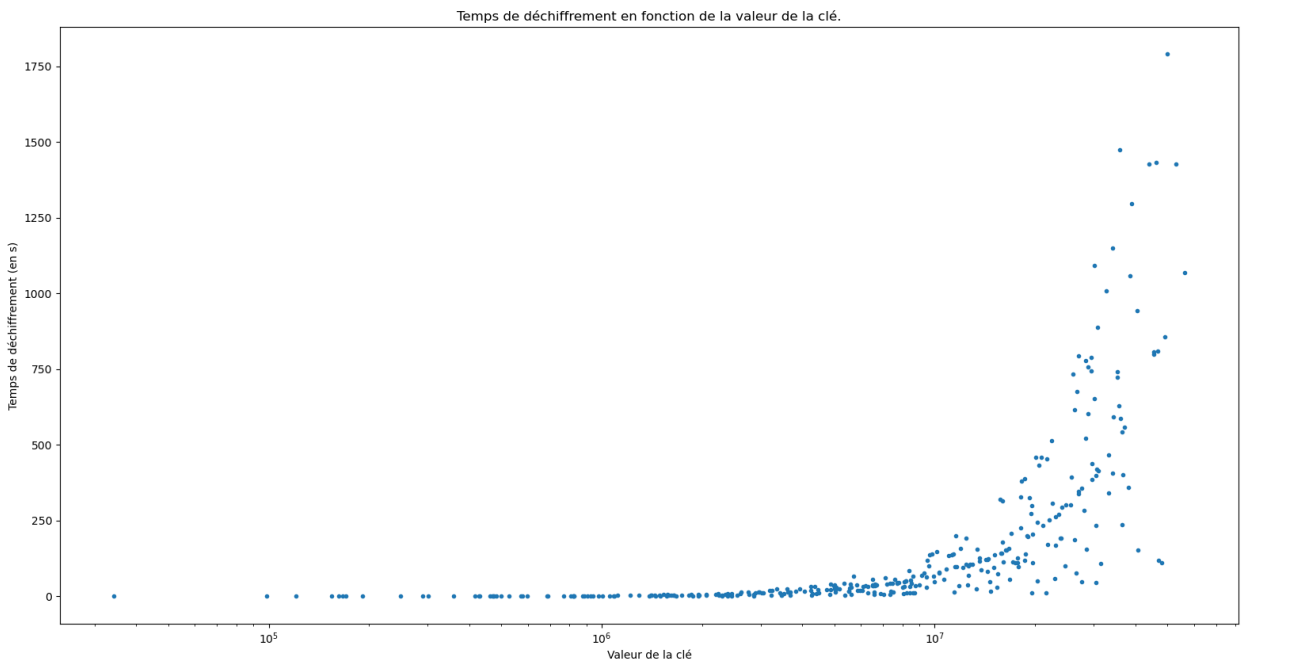 Temps de déchiffrement en fonction de la valeur de la clé.
Temps de déchiffrement (en s)
1750
1500
1250
1000
750
500
250
0
10⁵ 10⁶ 10⁷
Valeur de la clé